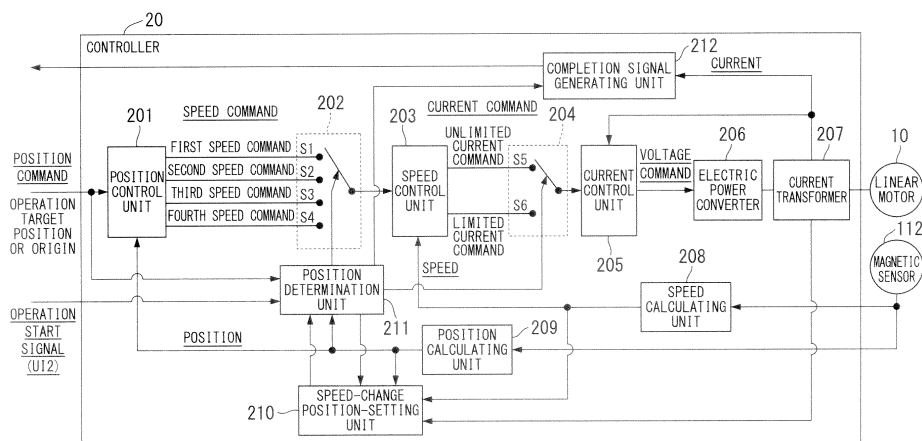 20
CONTROLLER
212
COMPLETION SIGNAL
GENERATING UNIT
CURRENT
SPEED COMMAND
202
CURRENT COMMAND
201
203
204
206
207
10
POSITION
COMMAND
OPERATION
TARGET
POSITION
OR ORIGIN
POSITION
CONTROL
UNIT
FIRST SPEED COMMAND
S1
SECOND SPEED COMMAND
S2
THIRD SPEED COMMAND
S3
FOURTH SPEED COMMAND
S4
SPEED
CONTROL
UNIT
UNLIMITED
CURRENT
COMMAND
S5
S6
LIMITED
CURRENT
COMMAND
CURRENT
CONTROL
UNIT
205
VOLTAGE
COMMAND
ELECTRIC
POWER
CONVERTER
CURRENT
TRANSFORMER
LINEAR
MOTOR
112
MAGNETIC
SENSOR
SPEED
208
SPEED
CALCULATING
UNIT
POSITION
DETERMINATION
UNIT
211
OPERATION
START
SIGNAL
(UI2)
POSITION
209
POSITION
CALCULATING
UNIT
210
SPEED-CHANGE
POSITION-SETTING
UNIT